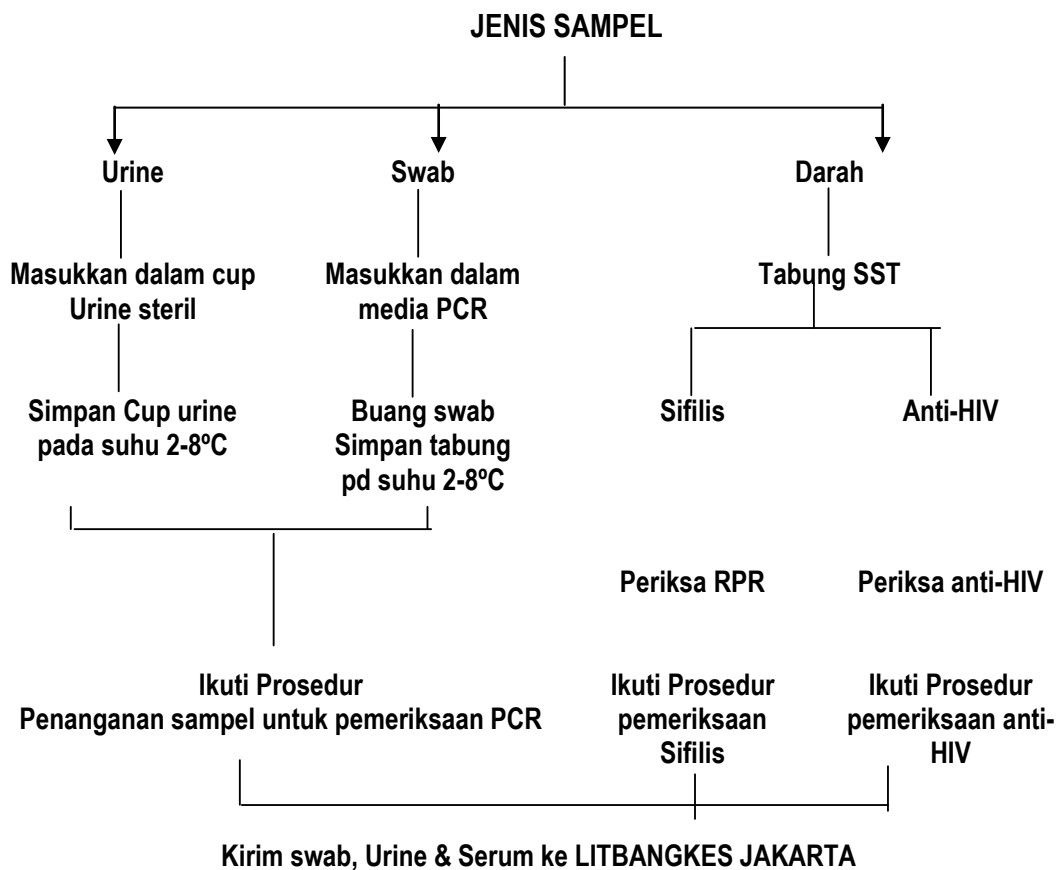 JENIS SAMPEL
Urine
Swab
Darah
Masukkan dalam cup
Urine steril
Masukkan dalam
media PCR
Tabung SST
Simpan Cup urine
pada suhu 2-8ºC
Buang swab
Simpan tabung
pd suhu 2-8ºC
Sifilis
Anti-HIV
Periksa RPR
Periksa anti-HIV
Ikuti Prosedur
Penanganan sampel untuk pemeriksaan PCR
Ikuti Prosedur
pemeriksaan
Sifilis
Ikuti Prosedur
pemeriksaan anti-
HIV
Kirim swab, Urine & Serum ke LITBANGKES JAKARTA